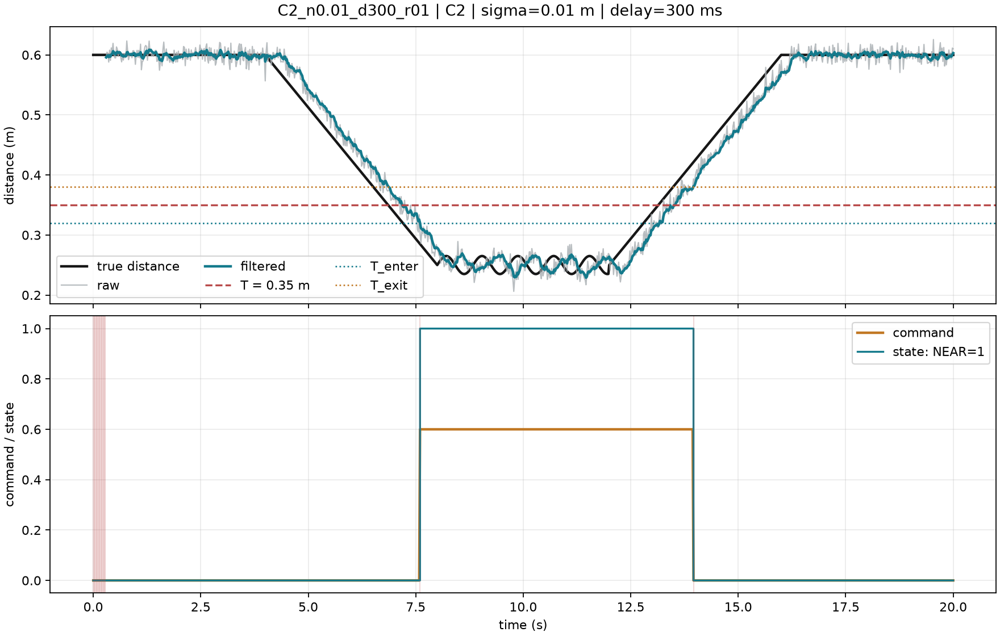 C2_n0.01_d300_r01 | C2 | sigma=0.01 m | delay=300 ms
distance (m)
0.6
0.5
0.4
0.3
0.2
true distance
raw
filtered
T = 0.35 m
T_enter
T_exit
command / state
1.0
0.8
0.6
0.4
0.2
0.0
command
state: NEAR=1
0.0 2.5 5.0 7.5 10.0 12.5 15.0 17.5 20.0
time (s)